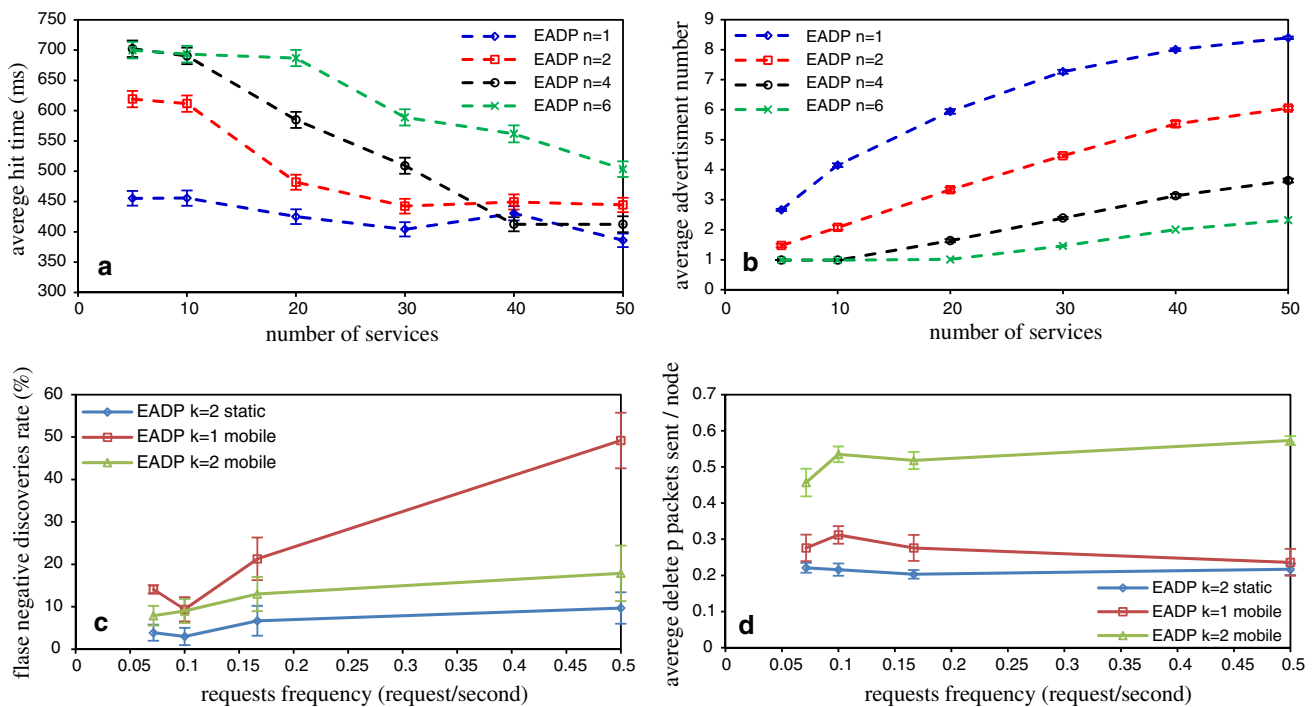 averege hit time (ms)
750
700
650
600
550
500
450
400
350
300
0
10
20
30
40
50
number of services
EADP n=1
EADP n=2
EADP n=4
EADP n=6
a
average advertisment number
9
8
7
6
5
4
3
2
1
0
0
10
20
30
40
50
number of services
EADP n=1
EADP n=2
EADP n=4
EADP n=6
b
flase negative discoveries rate (%)
60
50
40
30
20
10
0
0
0.05
0.1
0.15
0.2
0.25
0.3
0.35
0.4
0.45
0.5
requests frequency (request/second)
EADP k=2 static
EADP k=1 mobile
EADP k=2 mobile
c
averege delete p packets sent / node
0.7
0.6
0.5
0.4
0.3
0.2
0.1
0
0
0.05
0.1
0.15
0.2
0.25
0.3
0.35
0.4
0.45
0.5
requests frequency (request/second)
EADP k=2 static
EADP k=1 mobile
EADP k=2 mobile
d